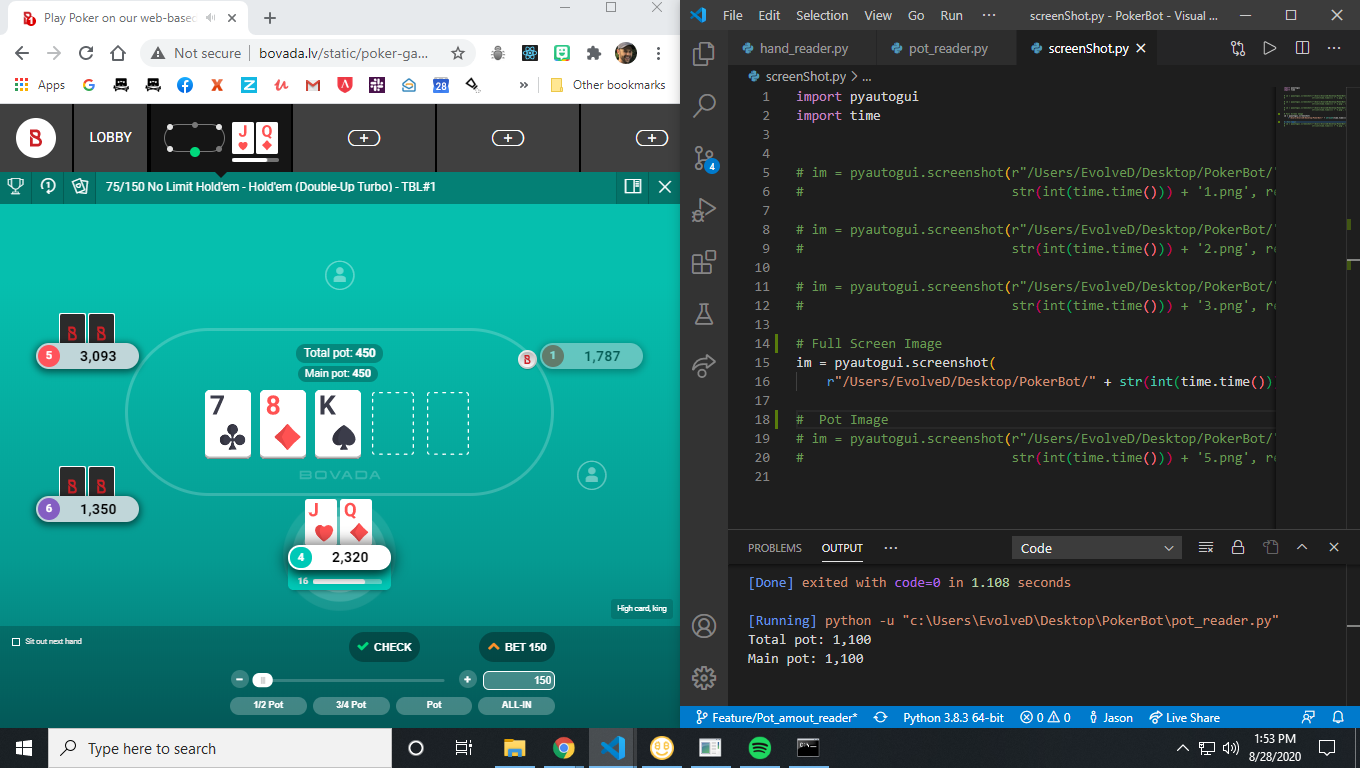 Play Poker on our web-based
Not secure | bovada.lv/static/poker-ga...
Apps
28
» Other bookmarks
B LOBBY J Q
75/150 No Limit Hold'em - Hold'em (Double-Up Turbo) - TBL#1
B B
5 3,093
Total pot: 450
Main pot: 450
B 1 1,787
7 8 K
BOVADA
B B
6 1,350
J Q
4 2,320
16
High card, king
Sit out next hand
CHECK BET 150
150
1/2 Pot 3/4 Pot Pot ALL-IN
File Edit Selection View Go Run ··· screenShot.py - PokerBot - Visual ...
hand_reader.py pot_reader.py screenShot.py
screenShot.py > ...
1 import pyautogui
2 import time
3
4
5 # im = pyautogui.screenshot(r"/Users/EvolveD/Desktop/PokerBot/"
6 # str(int(time.time())) + '1.png', re
7
8 # im = pyautogui.screenshot(r"/Users/EvolveD/Desktop/PokerBot/"
9 # str(int(time.time())) + '2.png', re
10
11 # im = pyautogui.screenshot(r"/Users/EvolveD/Desktop/PokerBot/"
12 # str(int(time.time())) + '3.png', re
13
14 # Full Screen Image
15 im = pyautogui.screenshot(
16 r"/Users/EvolveD/Desktop/PokerBot/" + str(int(time.time())
17
18 #  Pot Image
19 # im = pyautogui.screenshot(r"/Users/EvolveD/Desktop/PokerBot/"
20 # str(int(time.time())) + '5.png', re
21
4
PROBLEMS OUTPUT ··· Code
[Done] exited with code=0 in 1.108 seconds
[Running] python -u "c:\Users\EvolveD\Desktop\PokerBot\pot_reader.py"
Total pot: 1,100
Main pot: 1,100
Feature/Pot_amout_reader* Python 3.8.3 64-bit 0 0 Jason Live Share
Type here to search
1:53 PM
8/28/2020